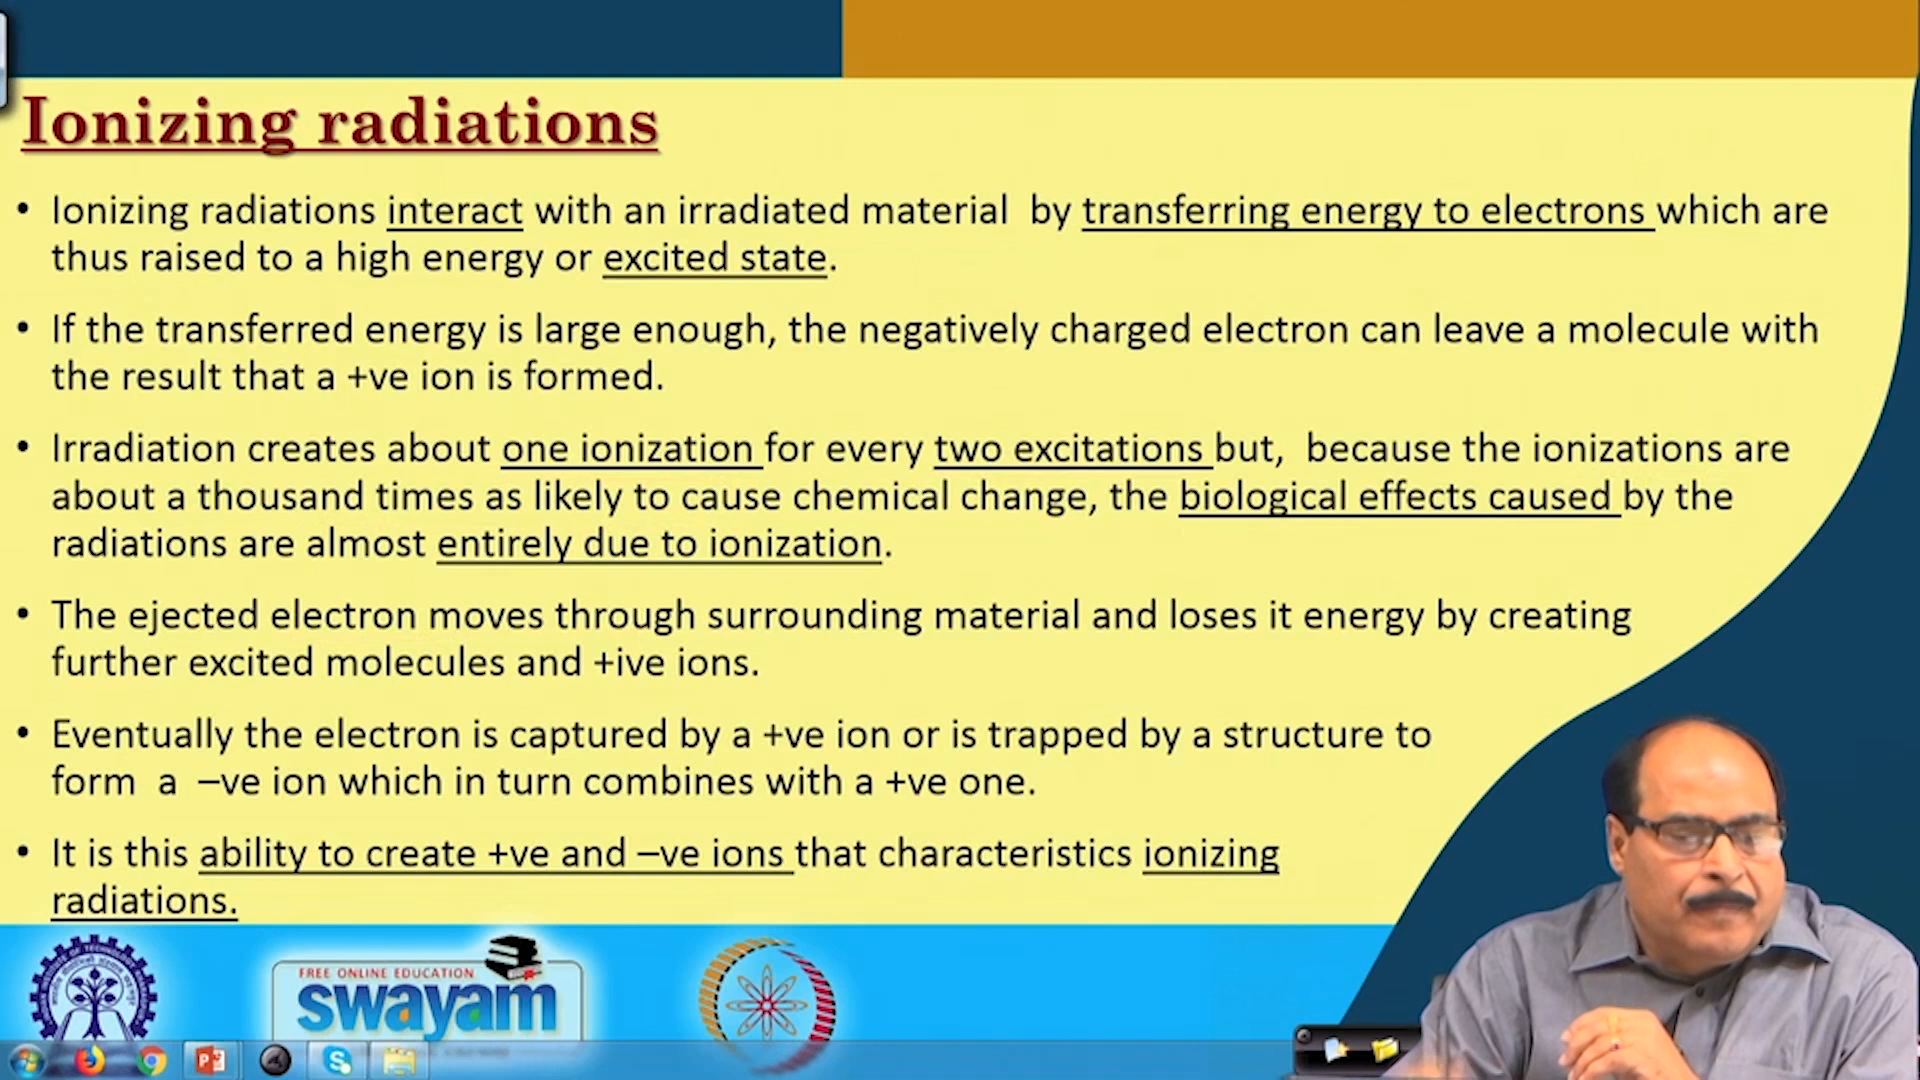 Ionizing radiations
• Ionizing radiations interact with an irradiated material by transferring energy to electrons which are
thus raised to a high energy or excited state.
• If the transferred energy is large enough, the negatively charged electron can leave a molecule with
the result that a +ve ion is formed.
• Irradiation creates about one ionization for every two excitations but, because the ionizations are
about a thousand times as likely to cause chemical change, the biological effects caused by the
radiations are almost entirely due to ionization.
• The ejected electron moves through surrounding material and loses it energy by creating
further excited molecules and +ive ions.
• Eventually the electron is captured by a +ve ion or is trapped by a structure to
form a –ve ion which in turn combines with a +ve one.
• It is this ability to create +ve and –ve ions that characteristics ionizing
radiations.
FREE ONLINE EDUCATION
swayam